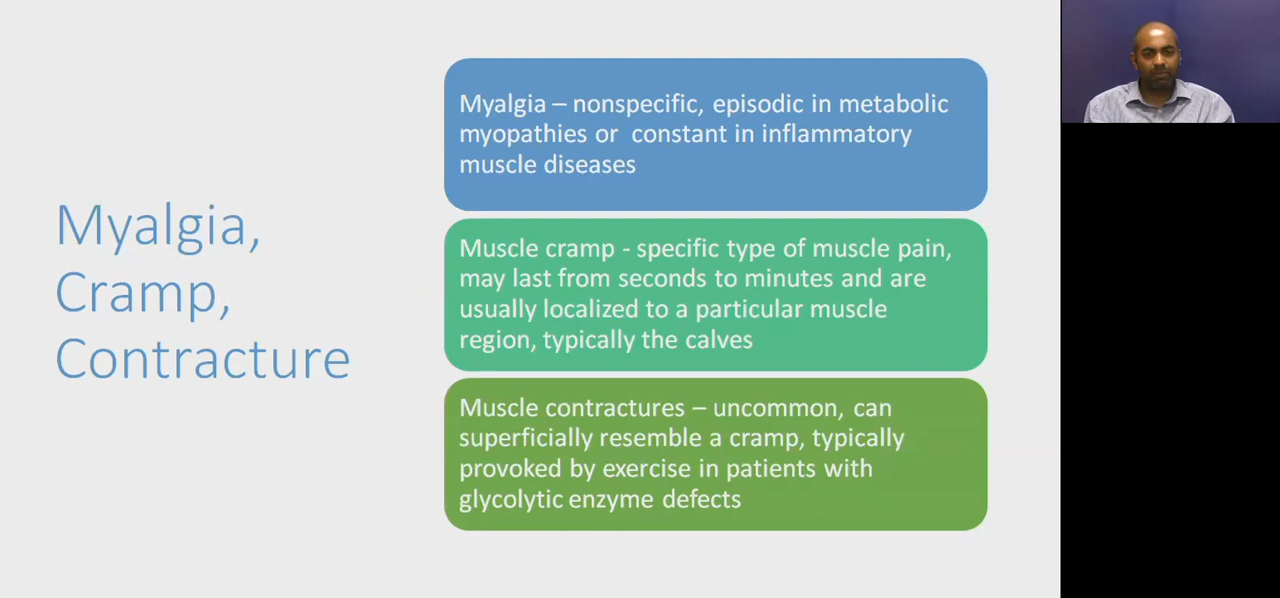 Myalgia,
Cramp,
Contracture
Myalgia – nonspecific, episodic in metabolic
myopathies or constant in inflammatory
muscle diseases
Muscle cramp - specific type of muscle pain,
may last from seconds to minutes and are
usually localized to a particular muscle
region, typically the calves
Muscle contractures – uncommon, can
superficially resemble a cramp, typically
provoked by exercise in patients with
glycolytic enzyme defects